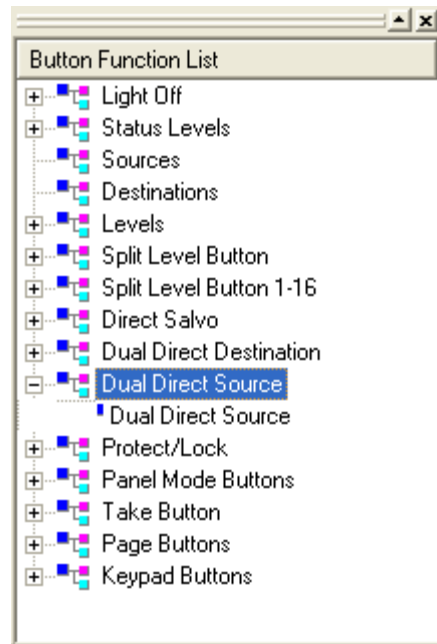 Button Function List
Light Off
Status Levels
Sources
Destinations
Levels
Split Level Button
Split Level Button 1-16
Direct Salvo
Dual Direct Destination
Dual Direct Source
Dual Direct Source
Protect/Lock
Panel Mode Buttons
Take Button
Page Buttons
Keypad Buttons